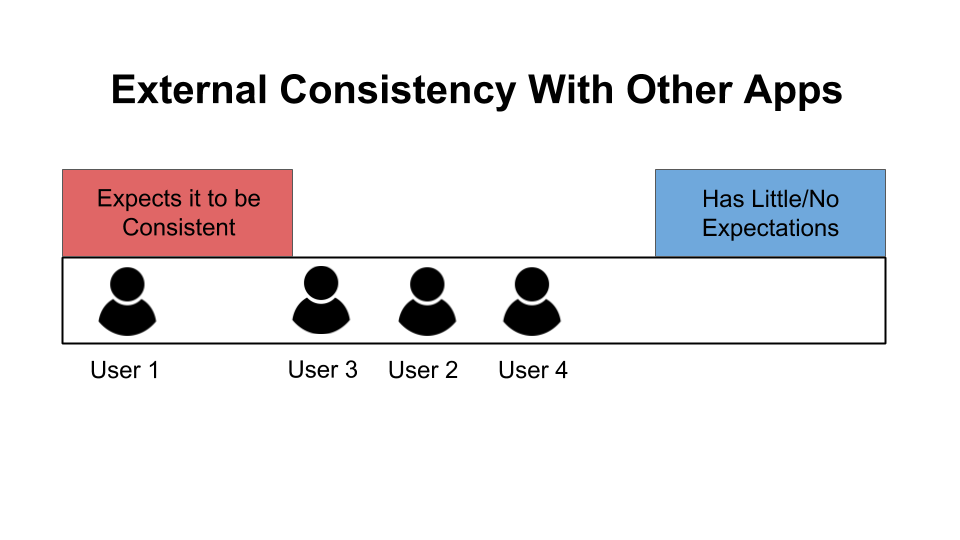 External Consistency With Other Apps
Expects it to be
Consistent
Has Little/No
Expectations
User 1
User 3
User 2
User 4